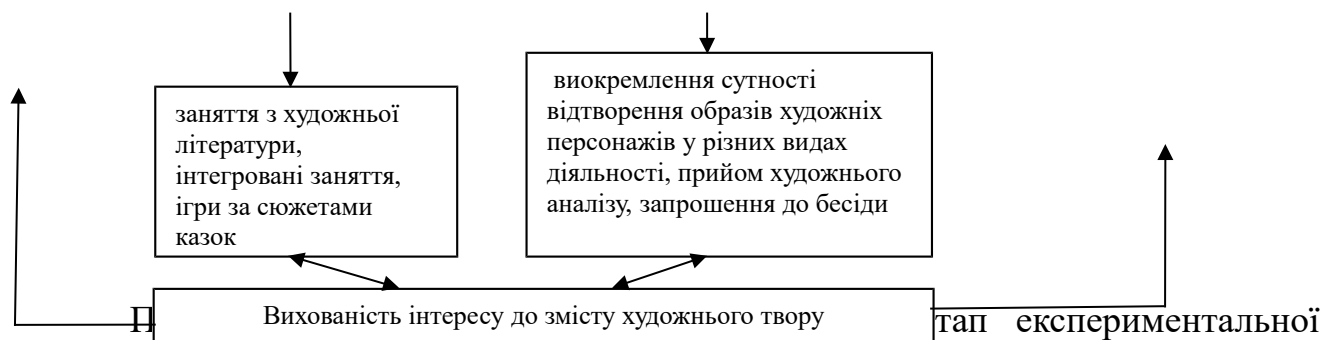 заняття з художньої
літератури,
інтегровані заняття,
ігри за сюжетами
казок
виокремлення сутності
відтворення образів художніх
персонажів у різних видах
діяльності, прийом художнього
аналізу, запрошення до бесіди
Вихованість інтересу до змісту художнього твору
П тап експериментальної